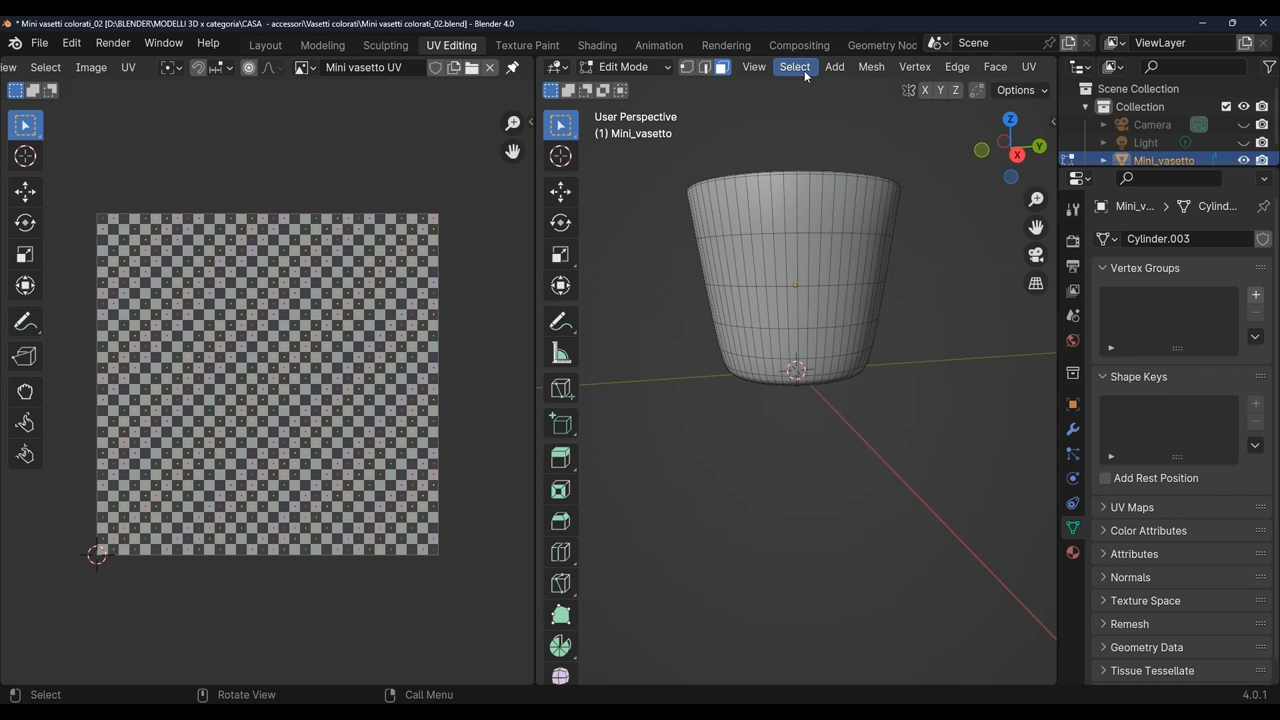 * Mini vasetti colorati_02 [D:\BLENDER\MODELLI 3D x categoria\CASA - accessori\Vasetti colorati\Mini vasetti colorati_02.blend] - Blender 4.0
File Edit Render Window Help Layout Modeling Sculpting UV Editing Texture Paint Shading Animation Rendering Compositing Geometry Noc Scene ViewLayer
ew Select Image UV Mini vasetto UV Edit Mode View Select Add Mesh Vertex Edge Face UV
X Y Z Options
Scene Collection
Collection
Camera
Light
Mini_vasetto
User Perspective
(1) Mini_vasetto
Z
Y
X
Mini_v... Cylind...
Cylinder.003
Vertex Groups
Shape Keys
Add Rest Position
UV Maps
Color Attributes
Attributes
Normals
Texture Space
Remesh
Geometry Data
Tissue Tessellate
Select Rotate View Call Menu 4.0.1